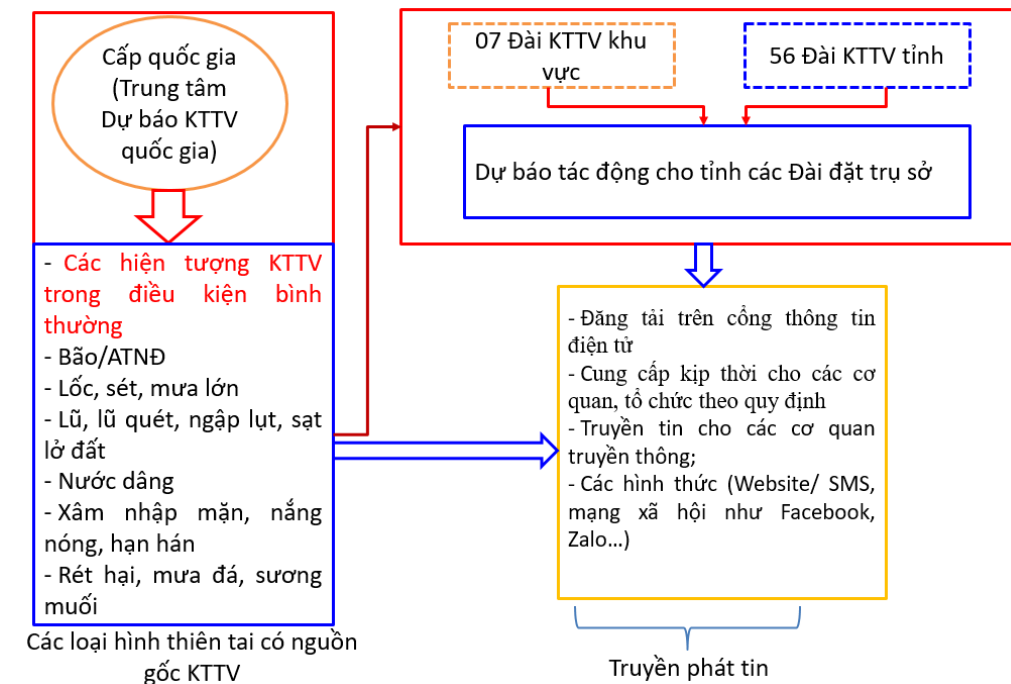 Cấp quốc gia
(Trung tâm
Dự báo KTTV
quốc gia)
- Các hiện tượng KTTV
trong điều kiện bình
thường
- Bão/ATNĐ
- Lốc, sét, mưa lớn
- Lũ, lũ quét, ngập lụt, sạt
lở đất
- Nước dâng
- Xâm nhập mặn, nắng
nóng, hạn hán
- Rét hại, mưa đá, sương
muối
Các loại hình thiên tai có nguồn
gốc KTTV
07 Đài KTTV khu
vực
56 Đài KTTV tỉnh
Dự báo tác động cho tỉnh các Đài đặt trụ sở
- Đăng tải trên cổng thông tin
điện tử
- Cung cấp kịp thời cho các cơ
quan, tổ chức theo quy định
- Truyền tin cho các cơ quan
truyền thông;
- Các hình thức (Website/ SMS,
mạng xã hội như Facebook,
Zalo...)
Truyền phát tin